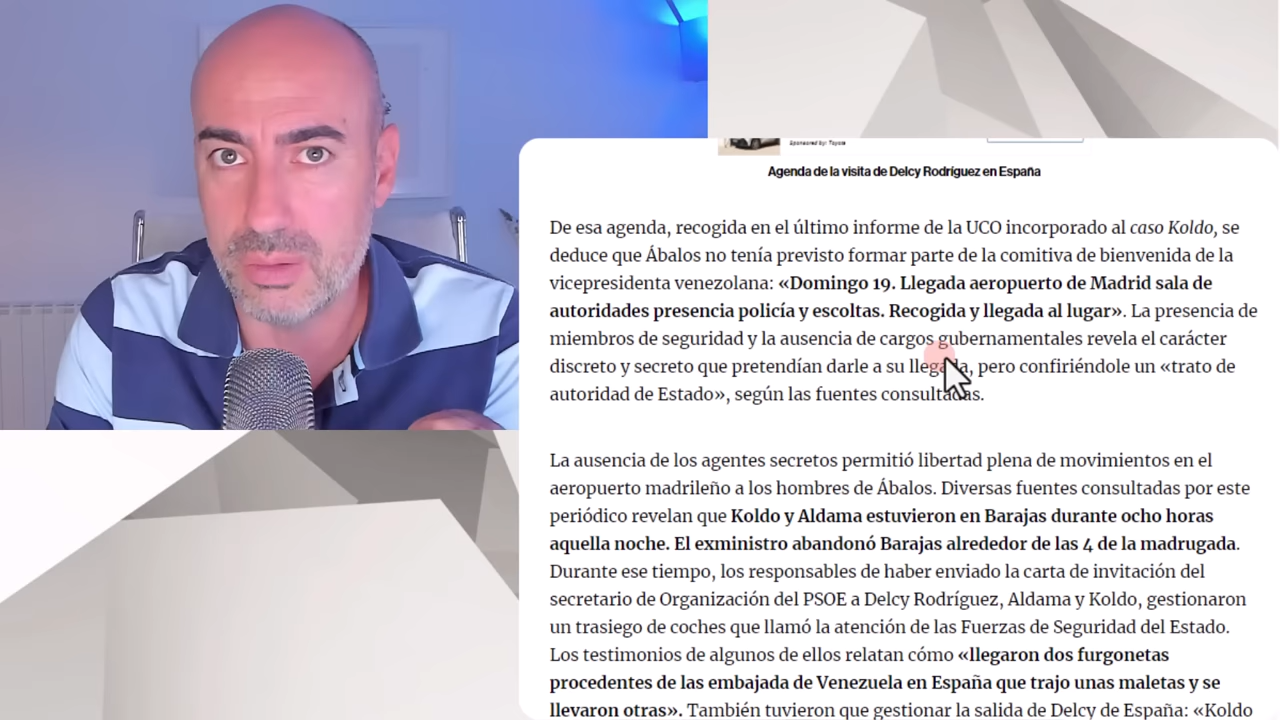 Sponsored by: Toyota
Agenda de la visita de Delcy Rodríguez en España
De esa agenda, recogida en el último informe de la UCO incorporado al caso Koldo, se
deduce que Ábalos no tenía previsto formar parte de la comitiva de bienvenida de la
vicepresidenta venezolana: «Domingo 19. Llegada aeropuerto de Madrid sala de
autoridades presencia policía y escoltas. Recogida y llegada al lugar». La presencia de
miembros de seguridad y la ausencia de cargos gubernamentales revela el carácter
discreto y secreto que pretendían darle a su llegada, pero confiriéndole un «trato de
autoridad de Estado», según las fuentes consultadas.
La ausencia de los agentes secretos permitió libertad plena de movimientos en el
aeropuerto madrileño a los hombres de Ábalos. Diversas fuentes consultadas por este
periódico revelan que Koldo y Aldama estuvieron en Barajas durante ocho horas
aquella noche. El exministro abandonó Barajas alrededor de las 4 de la madrugada.
Durante ese tiempo, los responsables de haber enviado la carta de invitación del
secretario de Organización del PSOE a Delcy Rodríguez, Aldama y Koldo, gestionaron
un trasiego de coches que llamó la atención de las Fuerzas de Seguridad del Estado.
Los testimonios de algunos de ellos relatan cómo «llegaron dos furgonetas
procedentes de las embajada de Venezuela en España que trajo unas maletas y se
llevaron otras». También tuvieron que gestionar la salida de Delcy de España: «Koldo